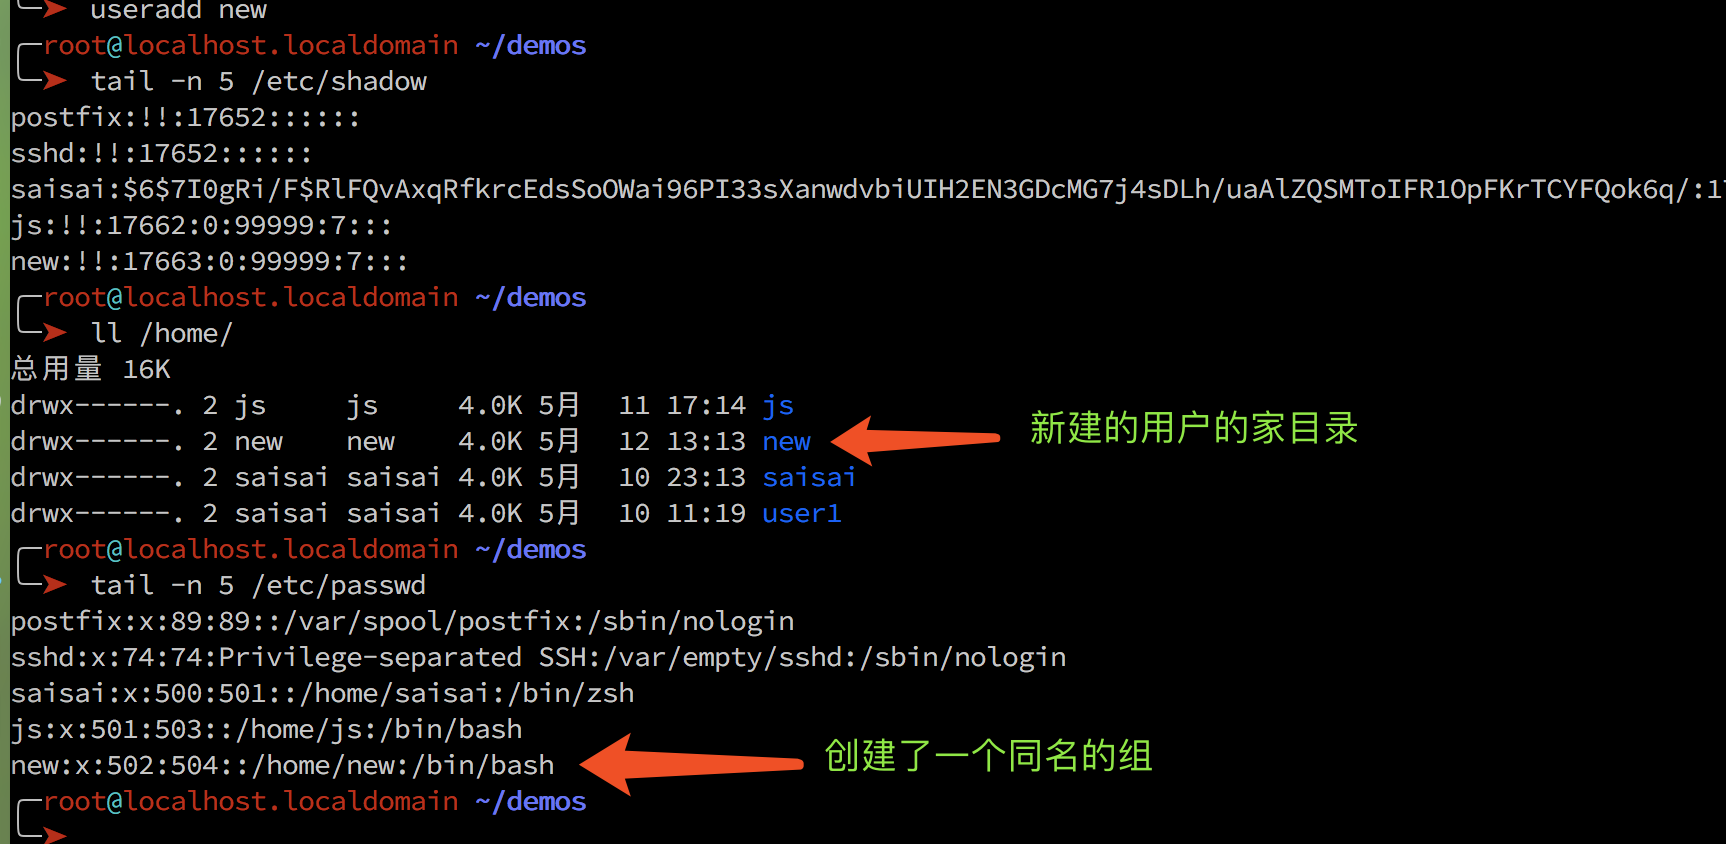 useradd new
root@localhost.localdomain ~/demos
tail -n 5 /etc/shadow
postfix:!!:17652::::::
sshd:!!:17652::::::
saisai:$6$7I0gRi/F$RlFQvAxqRfkrcEdsSoOWai96PI33sXanwdvbiUIH2EN3GDcMG7j4sDLh/uaAlZQSMToIFR1OpFKrTCYFQok6q/:17
js:!!:17662:0:99999:7:::
new:!!:17663:0:99999:7:::
root@localhost.localdomain ~/demos
ll /home/
总用量 16K
drwx------. 2 js js 4.0K 5月 11 17:14 js
drwx------. 2 new new 4.0K 5月 12 13:13 new 新建的用户的家目录
drwx------. 2 saisai saisai 4.0K 5月 10 23:13 saisai
drwx------. 2 saisai saisai 4.0K 5月 10 11:19 user1
root@localhost.localdomain ~/demos
tail -n 5 /etc/passwd
postfix:x:89:89::/var/spool/postfix:/sbin/nologin
sshd:x:74:74:Privilege-separated SSH:/var/empty/sshd:/sbin/nologin
saisai:x:500:501::/home/saisai:/bin/zsh
js:x:501:503::/home/js:/bin/bash
new:x:502:504::/home/new:/bin/bash 创建了一个同名的组
root@localhost.localdomain ~/demos